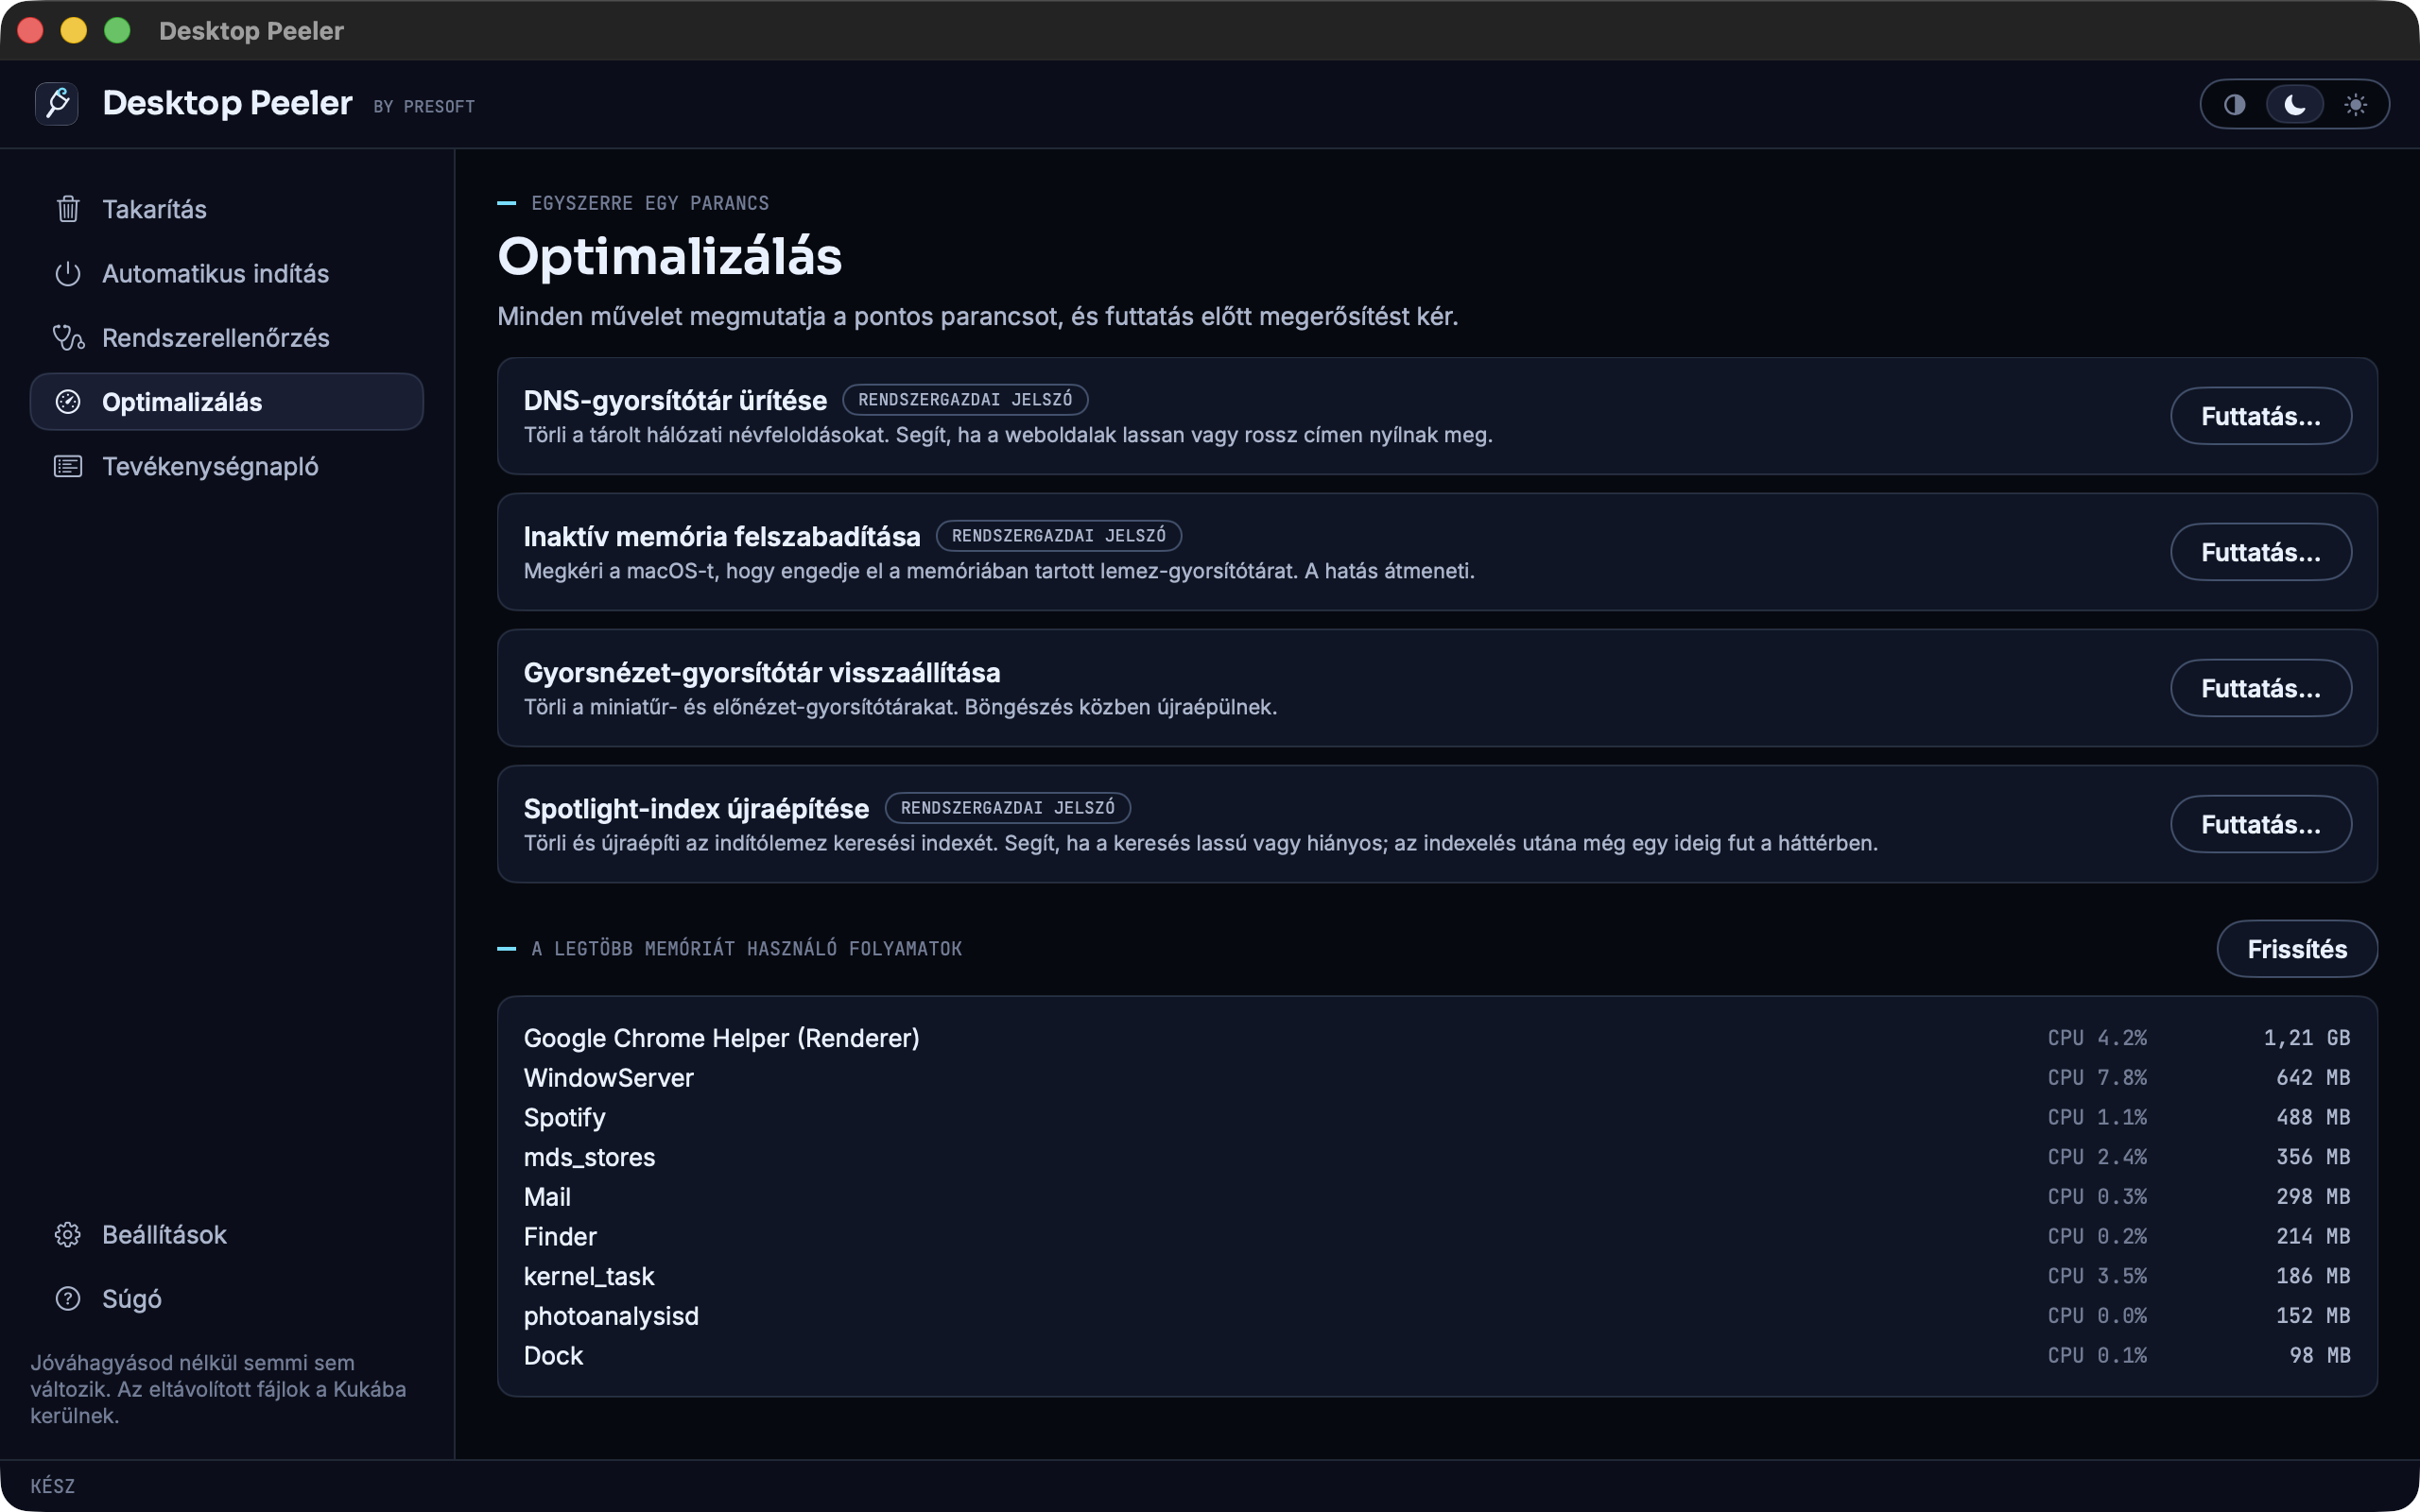 Desktop Peeler
Desktop Peeler BY PRESOFT
Takarítás
Automatikus indítás
Rendszerellenőrzés
Optimalizálás
Tevékenységnapló
Beállítások
Súgó
Jóváhagyásod nélkül semmi sem
változik. Az eltávolított fájlok a Kukába
kerülnek.
EGYSZERRE EGY PARANCS
Optimalizálás
Minden művelet megmutatja a pontos parancsot, és futtatás előtt megerősítést kér.
DNS-gyorsítótár ürítése RENDSZERGAZDAI JELSZÓ
Törli a tárolt hálózati névfeloldásokat. Segít, ha a weboldalak lassan vagy rossz címen nyílnak meg.
Futtatás...
Inaktív memória felszabadítása RENDSZERGAZDAI JELSZÓ
Megkéri a macOS-t, hogy engedje el a memóriában tartott lemez-gyorsítótárat. A hatás átmeneti.
Futtatás...
Gyorsnézet-gyorsítótár visszaállítása
Törli a miniatűr- és előnézet-gyorsítótárakat. Böngészés közben újraépülnek.
Futtatás...
Spotlight-index újraépítése RENDSZERGAZDAI JELSZÓ
Törli és újraépíti az indítólemez keresési indexét. Segít, ha a keresés lassú vagy hiányos; az indexelés utána még egy ideig fut a háttérben.
Futtatás...
A LEGTÖBB MEMÓRIÁT HASZNÁLÓ FOLYAMATOK
Frissítés
Google Chrome Helper (Renderer) CPU 4.2% 1,21 GB
WindowServer CPU 7.8% 642 MB
Spotify CPU 1.1% 488 MB
mds_stores CPU 2.4% 356 MB
Mail CPU 0.3% 298 MB
Finder CPU 0.2% 214 MB
kernel_task CPU 3.5% 186 MB
photoanalysisd CPU 0.0% 152 MB
Dock CPU 0.1% 98 MB
KÉSZ